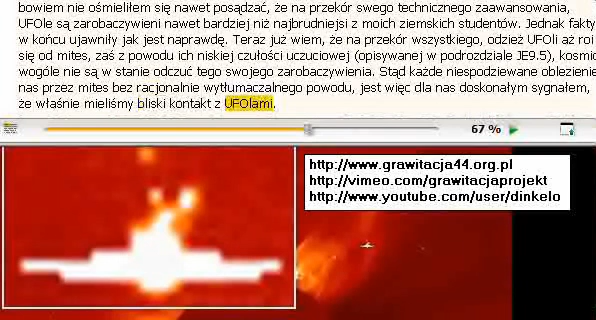 bowiem nie ośmieliłem się nawet posądzać, że na przekór swego technicznego zaawansowania,
UFOle są zarobaczywieni nawet bardziej niż najbrudniejsi z moich ziemskich studentów. Jednak fakty
w końcu ujawniły jak jest naprawdę. Teraz już wiem, że na przekór wszystkiego, odzież UFOli aż roi
się od mites, zaś z powodu ich niskiej czułości uczuciowej (opisywanej w podrozdziale JE9.5), kosmic
wogóle nie są w stanie odczuć tego swojego zarobaczywienia. Stąd każde niespodziewane oblezienie
nas przez mites bez racjonalnie wytłumaczalnego powodu, jest więc dla nas doskonałym sygnałem,
że właśnie mieliśmy bliski kontakt z UFOlami.
67 %
http://www.grawitacja44.org.pl
http://vimeo.com/grawitacjaprojekt
http://www.youtube.com/user/dinkelo